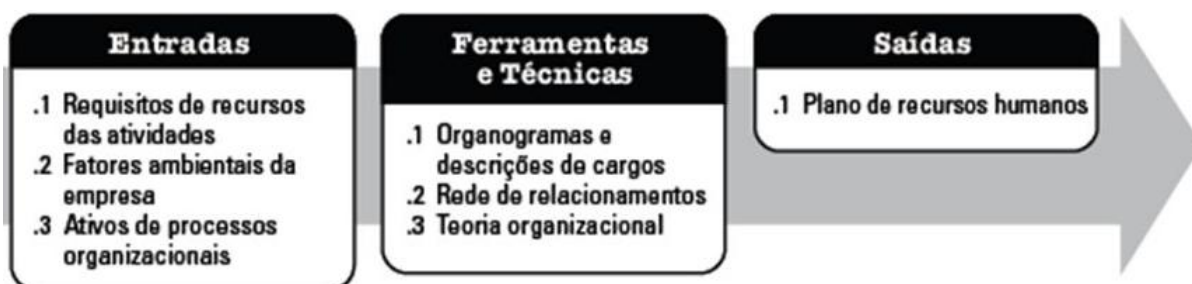 Entradas
.1 Requisitos de recursos
das atividades
.2 Fatores ambientais da
empresa
.3 Ativos de processos
organizacionais
Ferramentas
e Técnicas
.1 Organogramas e
descrições de cargos
.2 Rede de relacionamentos
.3 Teoria organizacional
Saídas
.1 Plano de recursos humanos